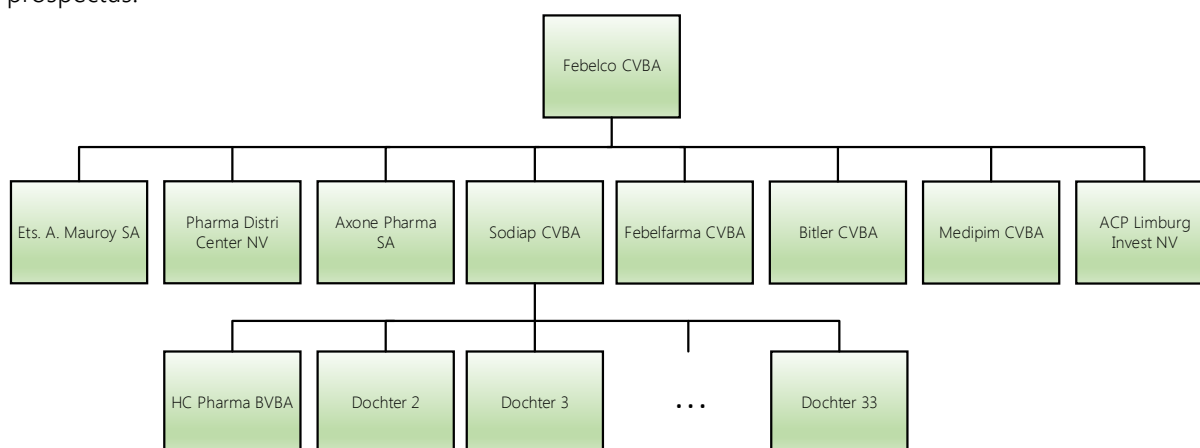 prospectus.
Febelco CVBA
Ets. A. Mauroy SA
Pharma Distri
Center NV
Axone Pharma
SA
Sodiap CVBA
Febelfarma CVBA
Bitler CVBA
Medipim CVBA
ACP Limburg
Invest NV
HC Pharma BVBA
Dochter 2
Dochter 3
...
Dochter 33